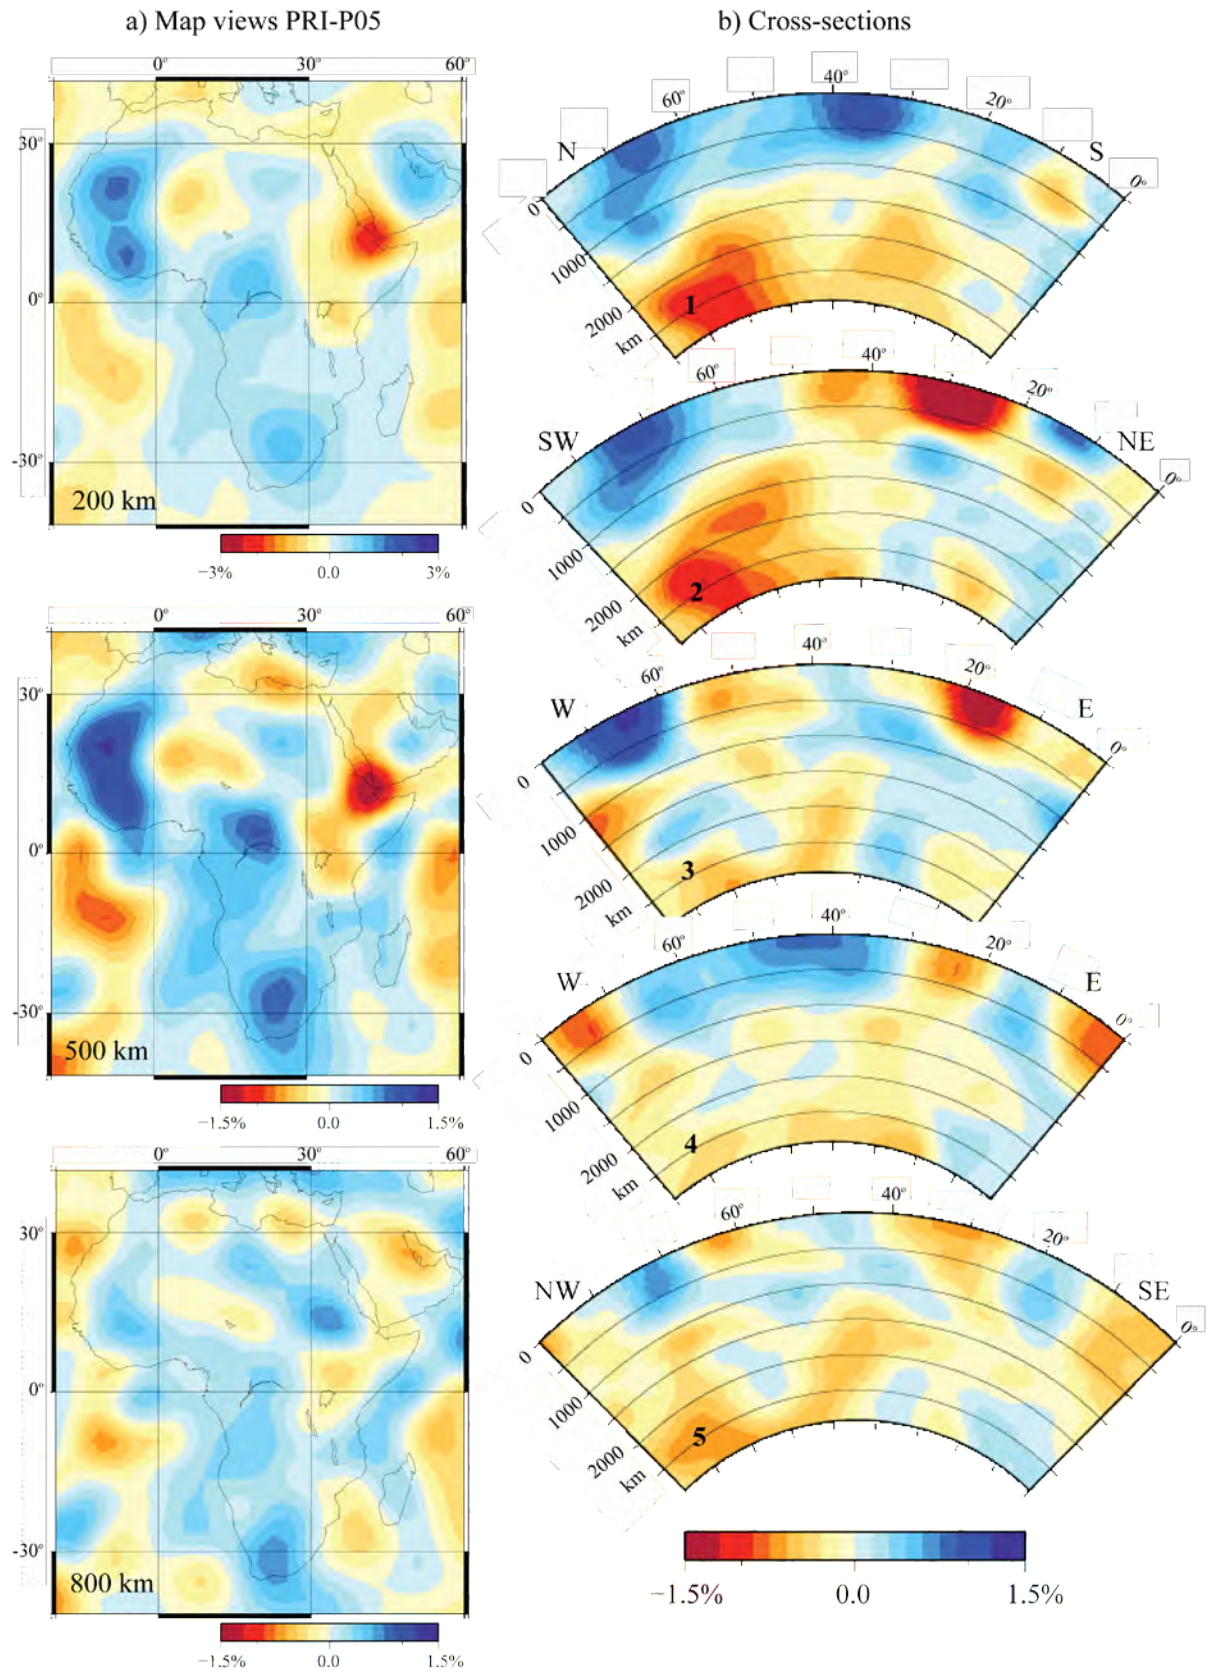 a) Map views PRI-P05
0° 30° 60°
30°
0°
-30°
200 km
−3% 0.0 3%
0° 30° 60°
30°
0°
-30°
500 km
−1.5% 0.0 1.5%
0° 30° 60°
30°
0°
-30°
800 km
−1.5% 0.0 1.5%
b) Cross-sections
60° 40° 20° 0°
N S
0 1000 2000 km
1
60° 40° 20° 0°
SW NE
0 1000 2000 km
2
60° 40° 20° 0°
W E
0 1000 2000 km
3
60° 40° 20° 0°
W E
0 1000 2000 km
4
60° 40° 20° 0°
NW SE
0 1000 2000 km
5
−1.5% 0.0 1.5%